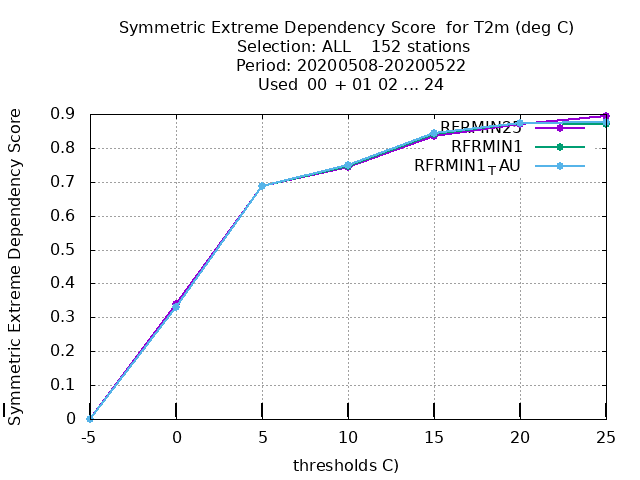 Symmetric Extreme Dependency Score for T2m (deg C)
Selection: ALL 152 stations
Period: 20200508-20200522
Used 00 + 01 02 ... 24
Symmetric Extreme Dependency Score
0.9
0.8
0.7
0.6
0.5
0.4
0.3
0.2
0.1
0
RFRMIN25
RFRMIN1
RFRMIN1TAU
-5
0
5
10
15
20
25
thresholds C)